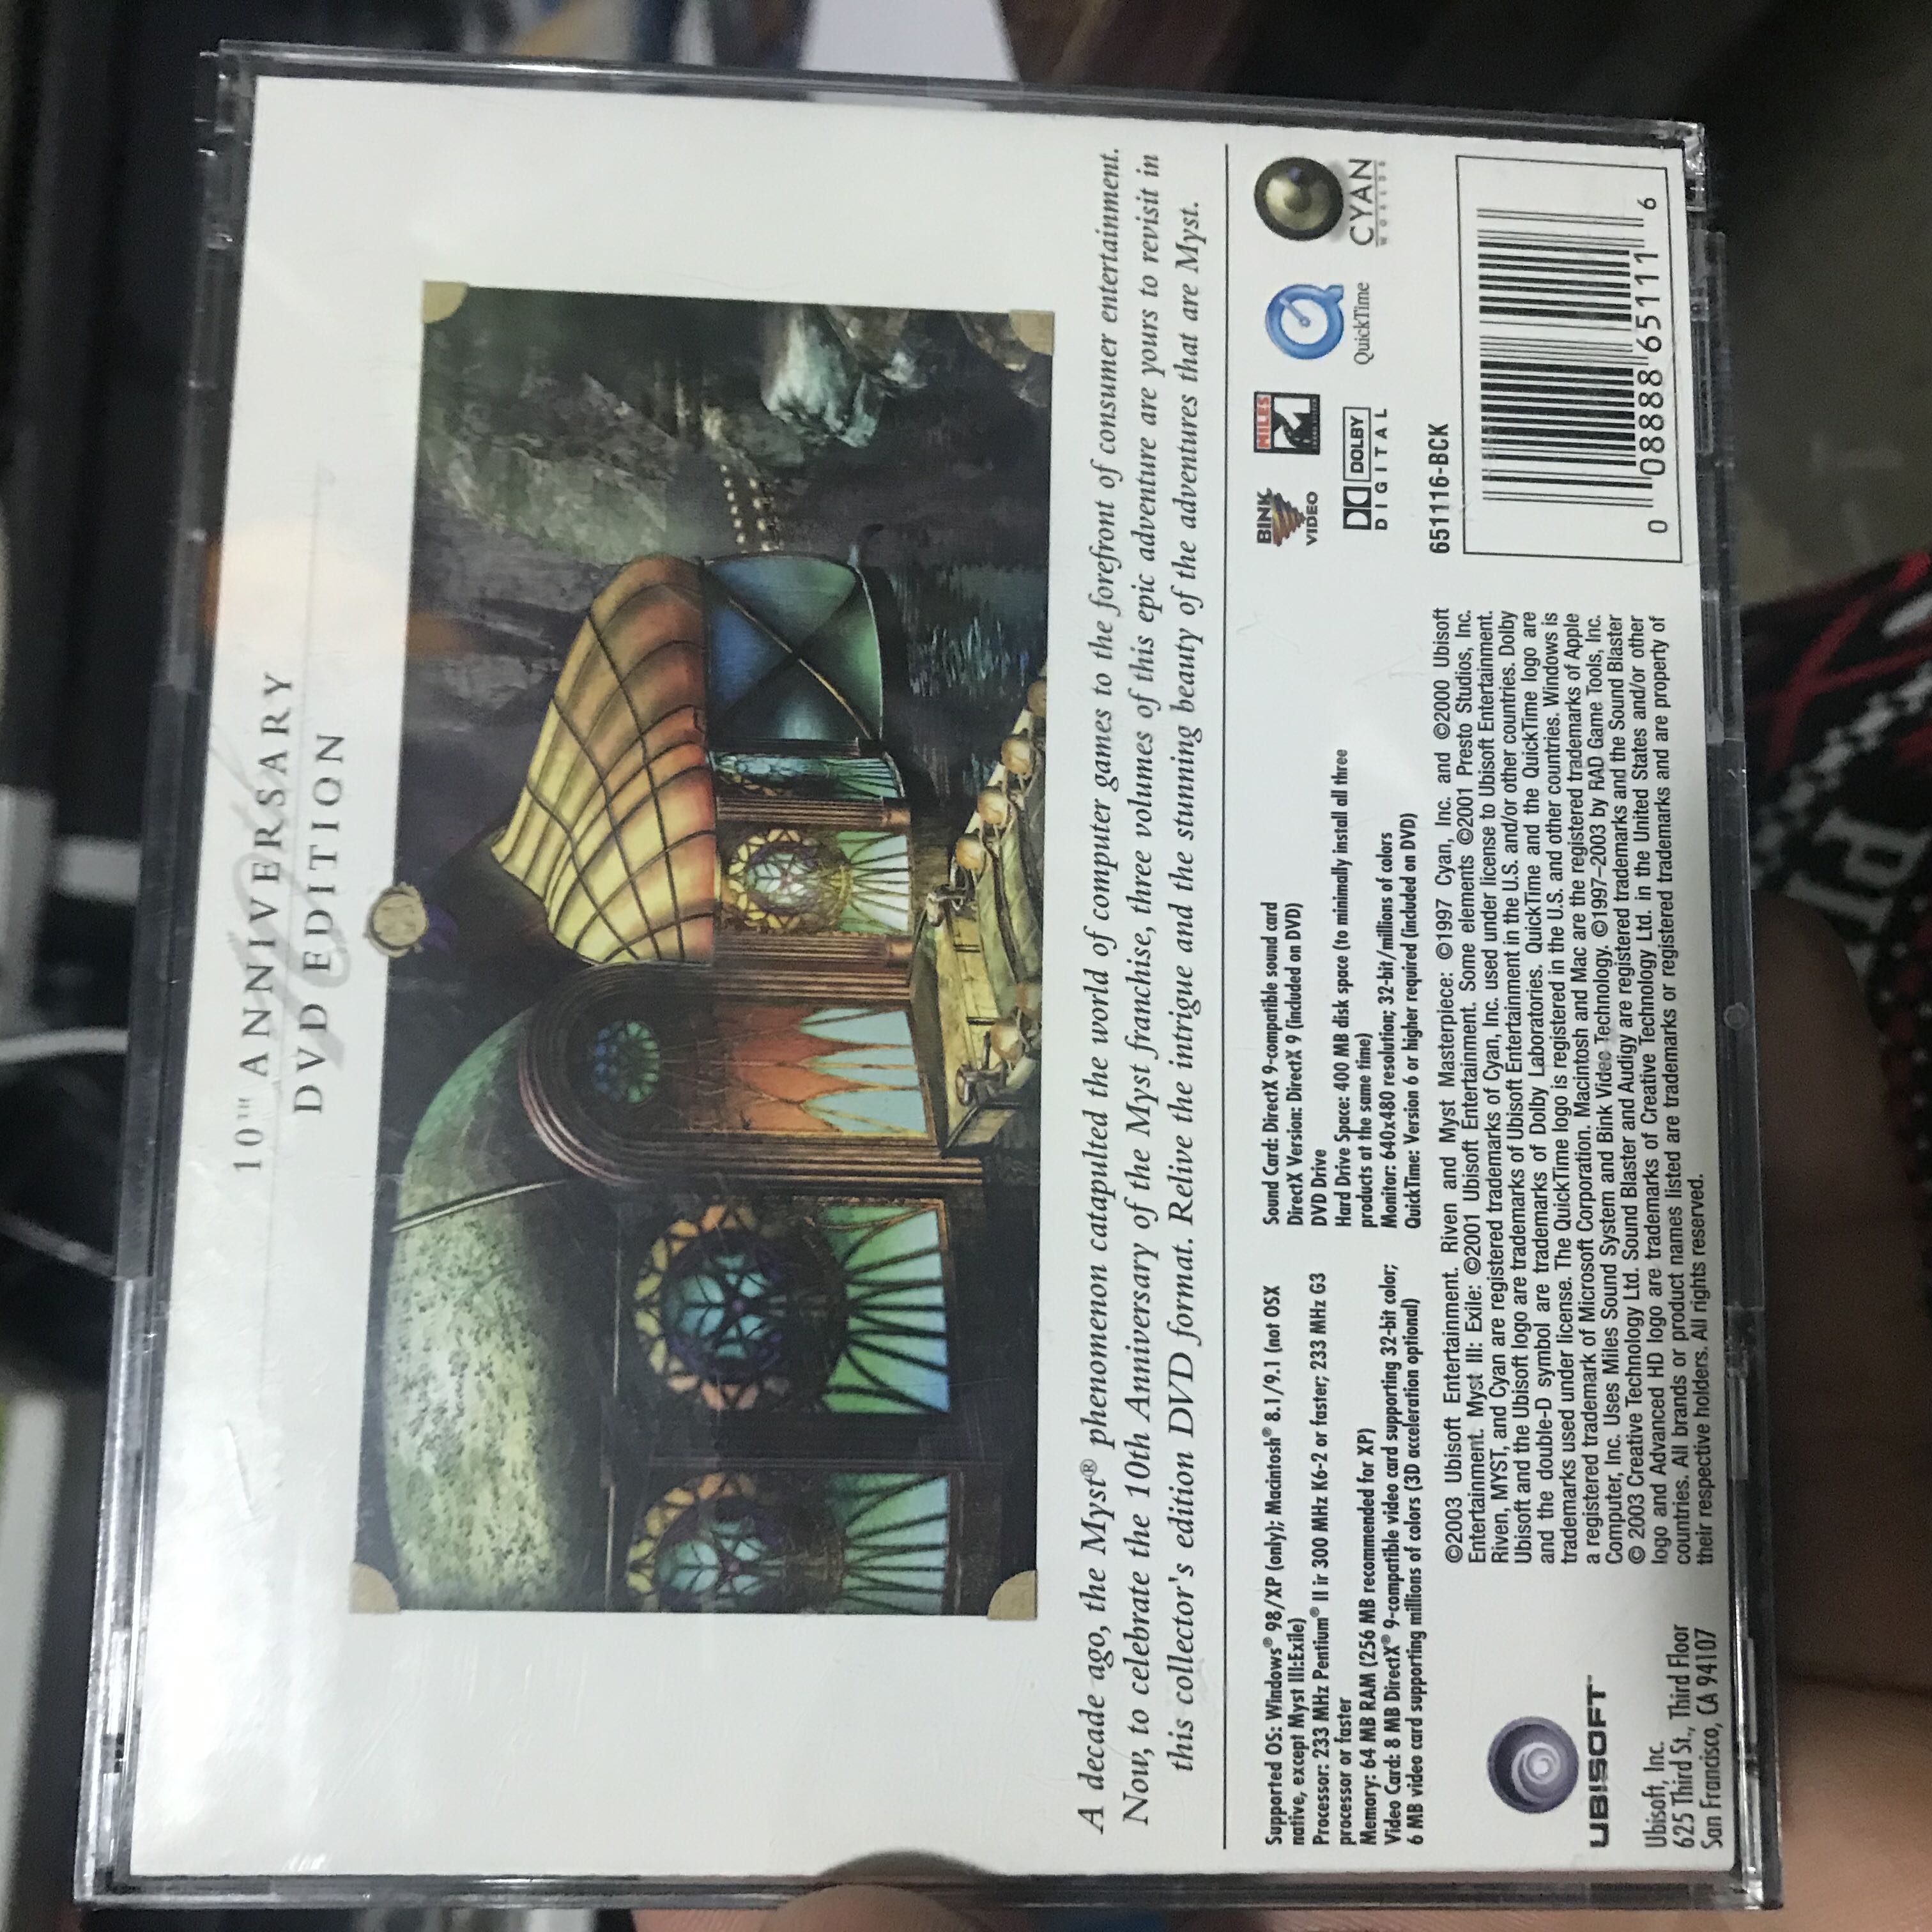 10TH ANNIVERSARY
DVD EDITION
A decade ago, the Myst® phenomenon catapulted the world of computer games to the forefront of consumer entertainment.
Now, to celebrate the 10th Anniversary of the Myst franchise, three volumes of this epic adventure are yours to revisit in
this collector's edition DVD format. Relive the intrigue and the stunning beauty of the adventures that are Myst.
Supported OS: Windows® 98/XP (only); Macintosh® 8.1/9.1 (not OSX
native, except Myst III:Exile)
Processor: 233 MHz Pentium® II ir 300 MHz K6-2 or faster; 233 MHz G3
processor or faster
Memory: 64 MB RAM (256 MB recommended for XP)
Video Card: 8 MB DirectX® 9-compatible video card supporting 32-bit color;
6 MB video card supporting millions of colors (3D acceleration optional)
Sound Card: DirectX 9-compatible sound card
DirectX Version: DirectX 9 (included on DVD)
DVD Drive
Hard Drive Space: 400 MB disk space (to minimally install all three
products at the same time)
Monitor: 640x480 resolution; 32-bit/millions of colors
QuickTime: Version 6 or higher required (included on DVD)
BINK
VIDEO
MILES
DOLBY
DIGITAL
QuickTime
CYAN
WORLDS
UBISOFT™
Ubisoft, Inc.
625 Third St., Third Floor
San Francisco, CA 94107
©2003 Ubisoft Entertainment. Riven and Myst Masterpiece: ©1997 Cyan, Inc. and ©2000 Ubisoft
Entertainment. Myst III: Exile: ©2001 Ubisoft Entertainment. Some elements ©2001 Presto Studios, Inc.
Riven, MYST, and Cyan are registered trademarks of Cyan, Inc. used under license to Ubisoft Entertainment.
Ubisoft and the Ubisoft logo are trademarks of Ubisoft Entertainment in the U.S. and/or other countries. Dolby
and the double-D symbol are trademarks of Dolby Laboratories. QuickTime and the QuickTime logo are
trademarks used under license. The QuickTime logo is registered in the U.S. and other countries. Windows is
a registered trademark of Microsoft Corporation. Macintosh and Mac are the registered trademarks of Apple
Computer, Inc. Uses Miles Sound System and Bink Video Technology. ©1997-2003 by RAD Game Tools, Inc.
© 2003 Creative Technology Ltd. Sound Blaster and Audigy are registered trademarks and the Sound Blaster
logo and Advanced HD logo are trademarks of Creative Technology Ltd. in the United States and/or other
countries. All brands or product names listed are trademarks or registered trademarks and are property of
their respective holders. All rights reserved.
651116-BCK
0 08888 65111 6